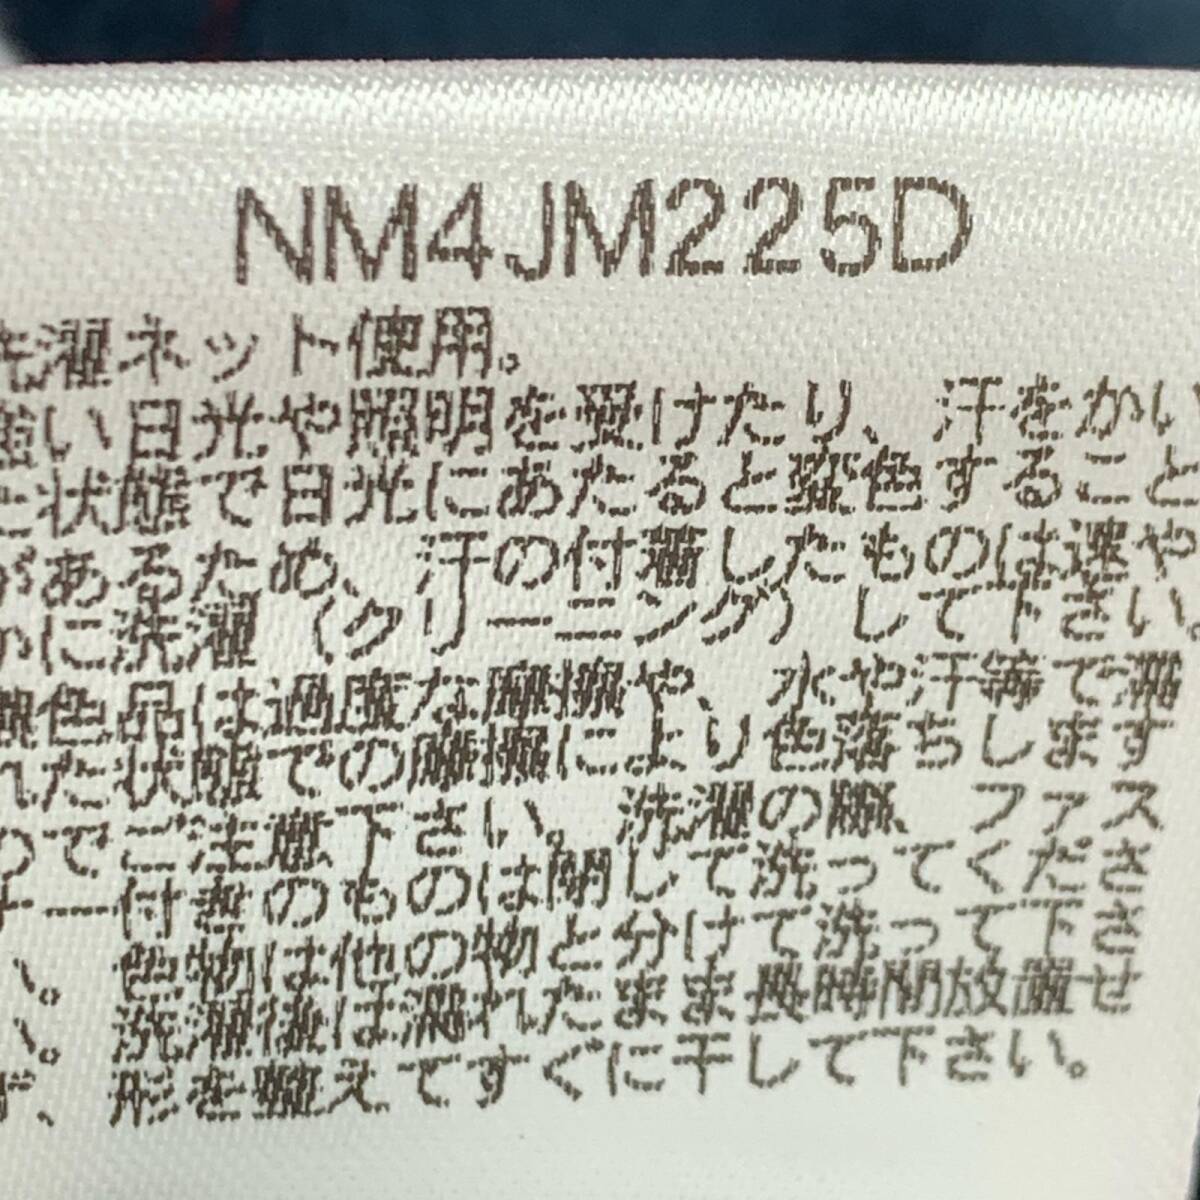 NM4JM225D
洗濯ネット使用。
強い日光や照明を受けたり、汗をかい
た状態で日光にあたると変色すること
があるため、汗の付着したものは速や
かに洗濯（クリーニング）して下さい。
濃色品は過度な摩擦や、水や汗等で濡
れた状態での摩擦により色落ちします
のでご注意下さい。洗濯の際、ファス
ナー付きのものは閉じて洗ってくださ
い。色物は他の物と分けて洗って下さ
い。洗濯後は濡れたまま長時間放置せ
ず、形を整えてすぐに干して下さい。